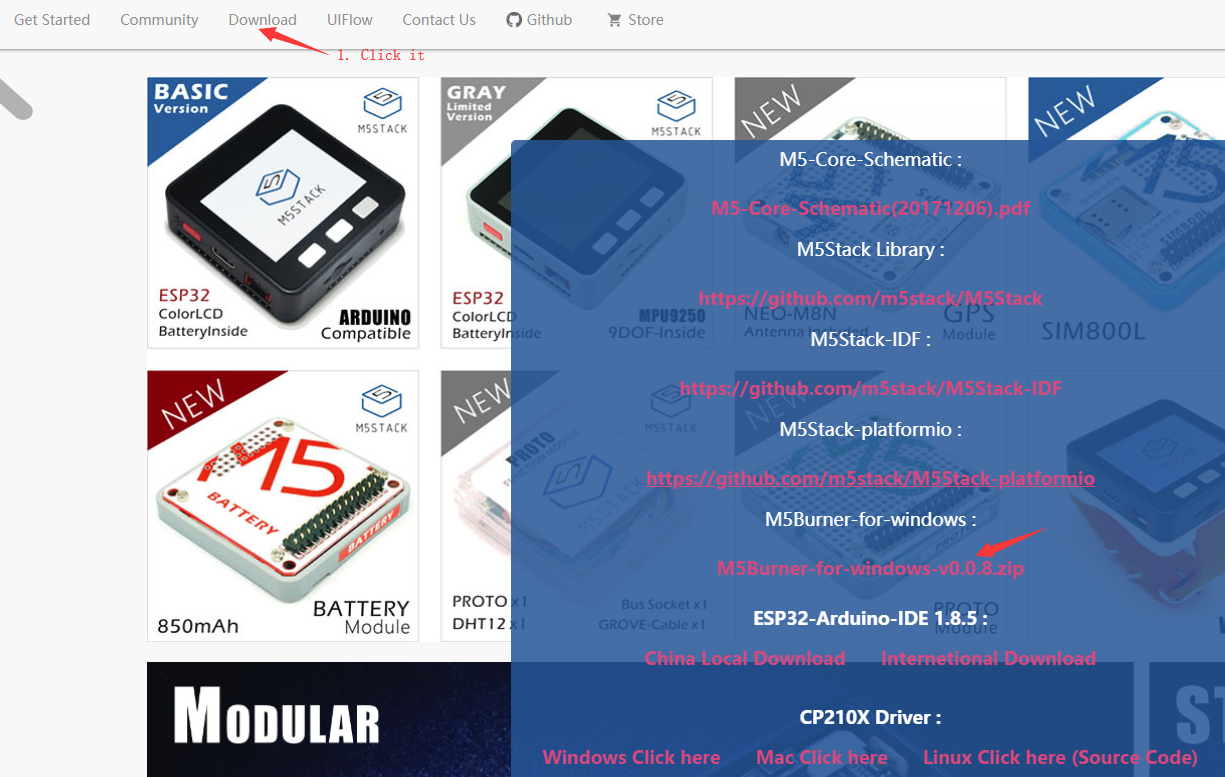 Get Started Community Download UIFlow Contact Us Github Store
1. Click it
BASIC
Version
M5STACK
M5STACK
ESP32
ColorLCD
BatteryInside
ARDUINO
Compatible
GRAY
Limited
Version
M5STACK
ESP32
ColorLCD
BatteryInside
MPU9250
9DOF-Inside
NEW
NEO-M8N
Antenna included
GPS
Module
NEW
SIM800L
SIM800L
NEW
M5STACK
M5
BATTERY
BATTERY
850mAh
BATTERY
Module
NEW
M5STACK
PROTO
PROTO x1
DHT12 x1
Bus Socket x1
GROVE-Cable x1
NEW
PROTO
Module
M5-Core-Schematic :
M5-Core-Schematic(20171206).pdf
M5Stack Library :
https://github.com/m5stack/M5Stack
M5Stack-IDF :
https://github.com/m5stack/M5Stack-IDF
M5Stack-platformio :
https://github.com/m5stack/M5Stack-platformio
M5Burner-for-windows :
M5Burner-for-windows-v0.0.8.zip
ESP32-Arduino-IDE 1.8.5 :
China Local Download Internetional Download
CP210X Driver :
Windows Click here Mac Click here Linux Click here (Source Code)
MODULAR
ST